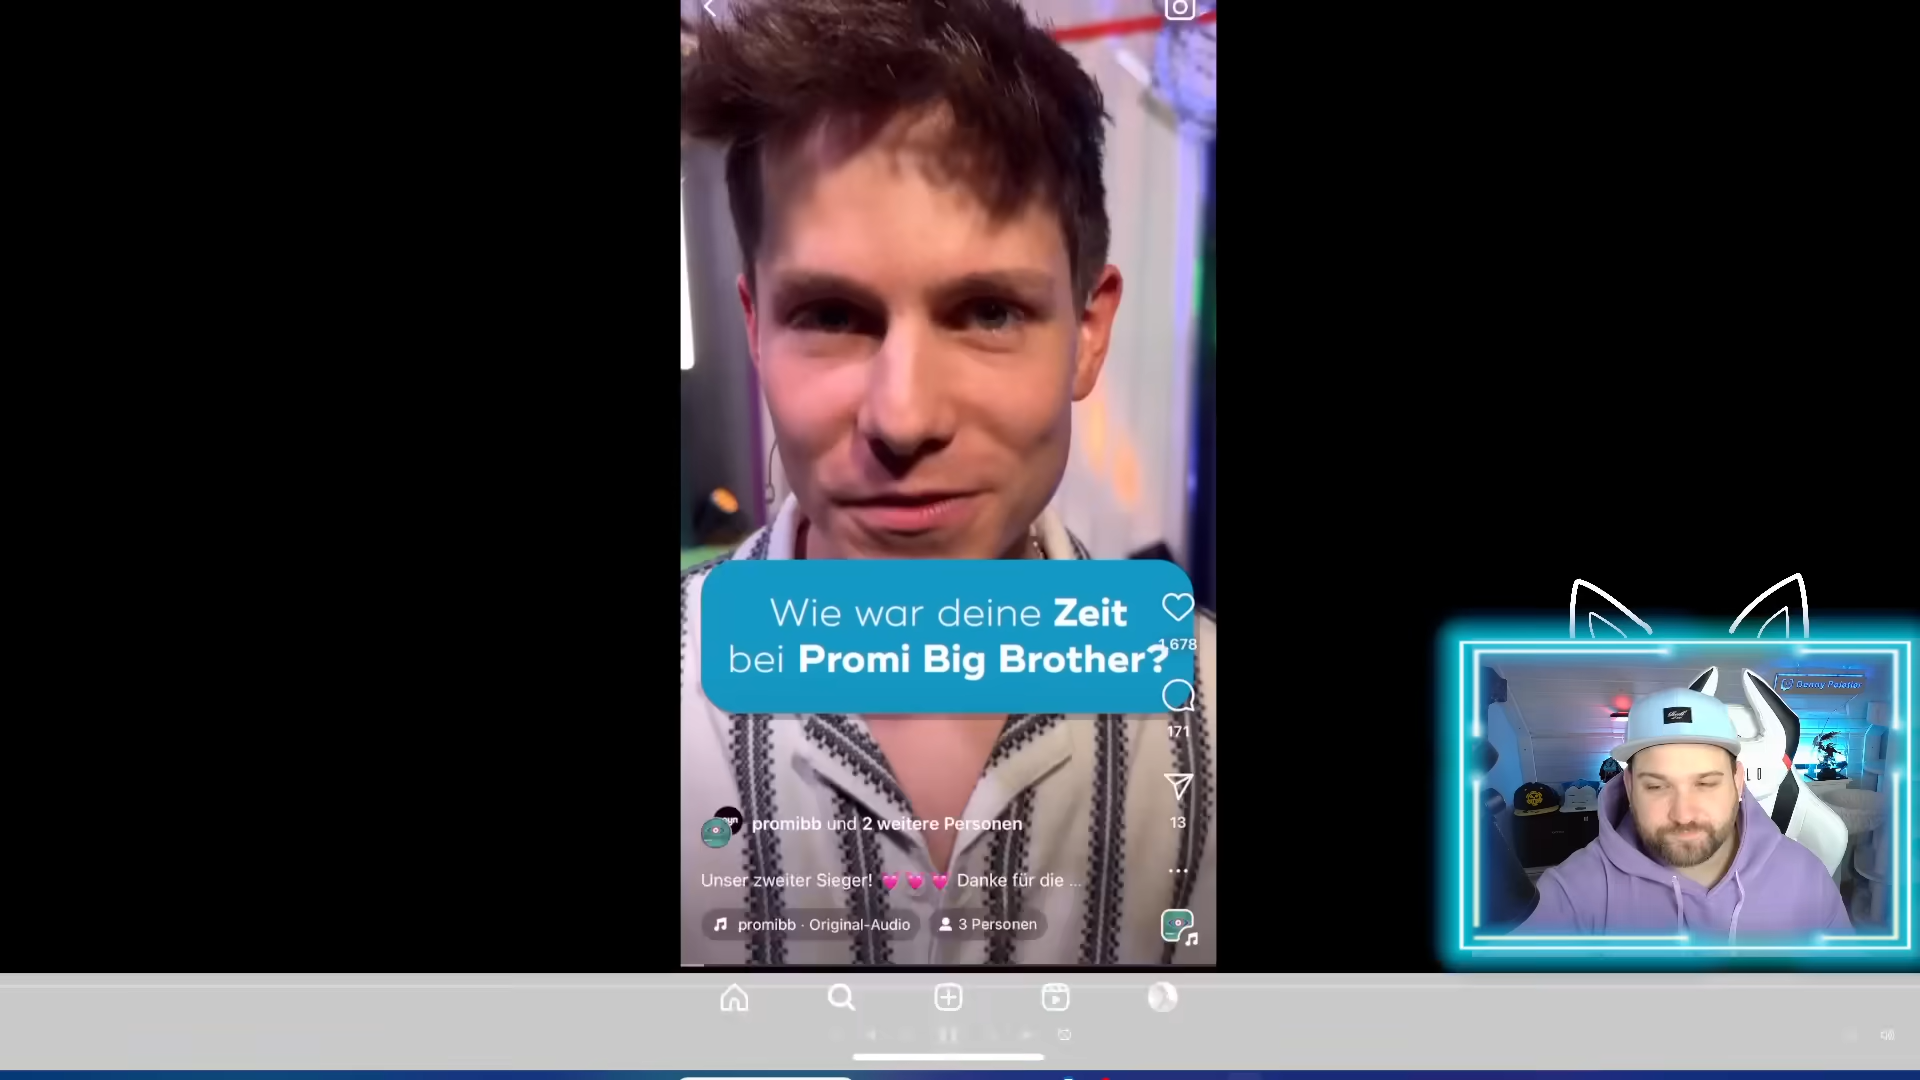 Wie war deine Zeit
bei Promi Big Brother?
1.678
171
13
promibb und 2 weitere Personen
Unser zweiter Sieger! 💗 💗 💗 Danke für die ...
promibb · Original-Audio
3 Personen